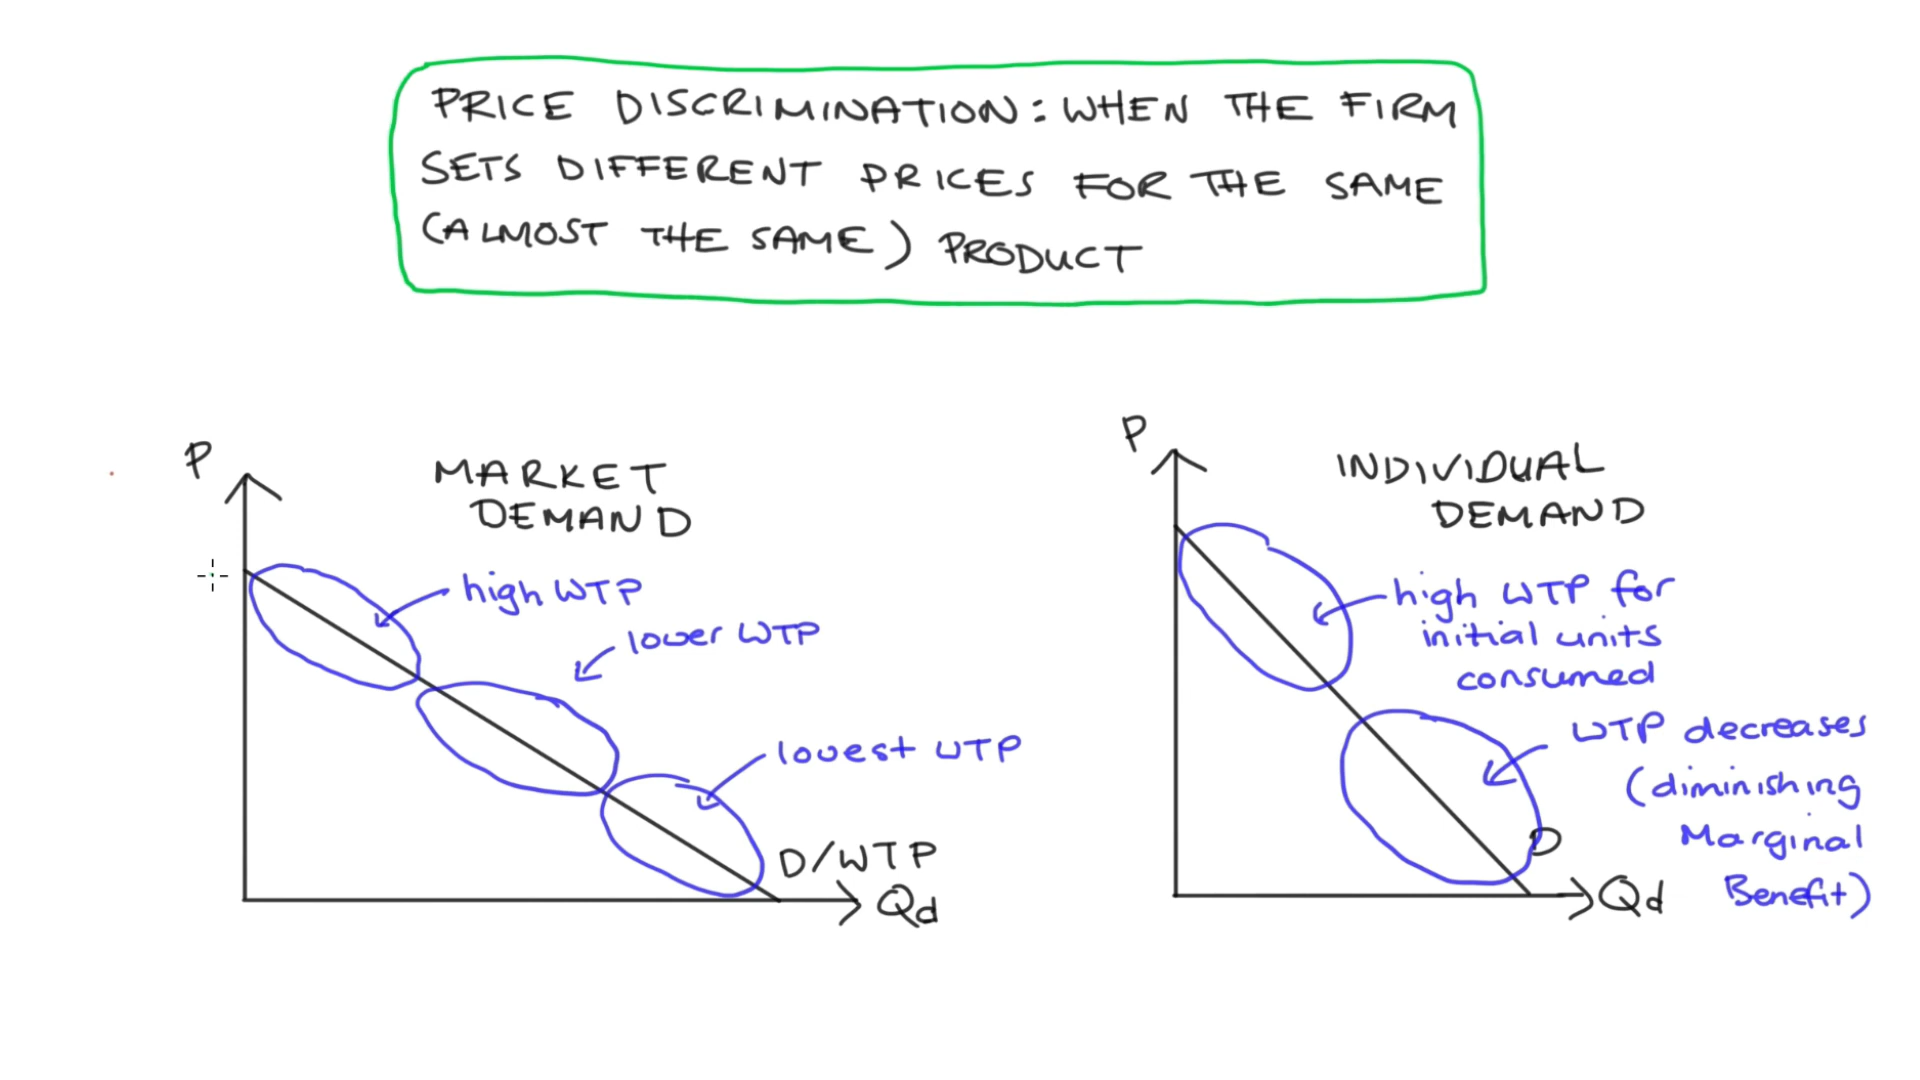 PRICE DISCRIMINATION: WHEN THE FIRM
SETS DIFFERENT PRICES FOR THE SAME
(ALMOST THE SAME) PRODUCT
P
MARKET
DEMAND
high WTP
lower WTP
lowest WTP
D/WTP
Qd
P
INDIVIDUAL
DEMAND
high WTP for
initial units
consumed
WTP decreases
(diminishing
Marginal
Benefit)
D
Qd